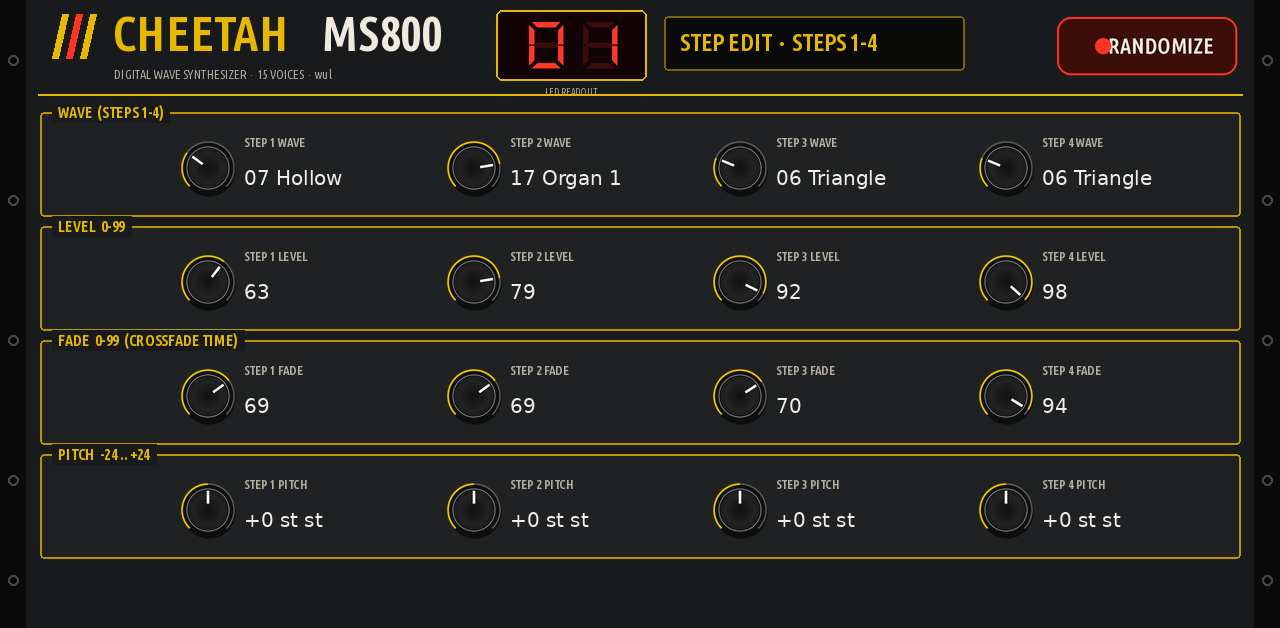 CHEETAH MS800
DIGITAL WAVE SYNTHESIZER · 15 VOICES · wul
01
LED READOUT
STEP EDIT · STEPS 1-4
RANDOMIZE
WAVE (STEPS 1-4)
STEP 1 WAVE
07 Hollow
STEP 2 WAVE
17 Organ 1
STEP 3 WAVE
06 Triangle
STEP 4 WAVE
06 Triangle
LEVEL 0-99
STEP 1 LEVEL
63
STEP 2 LEVEL
79
STEP 3 LEVEL
92
STEP 4 LEVEL
98
FADE 0-99 (CROSSFADE TIME)
STEP 1 FADE
69
STEP 2 FADE
69
STEP 3 FADE
70
STEP 4 FADE
94
PITCH -24..+24
STEP 1 PITCH
+0 st st
STEP 2 PITCH
+0 st st
STEP 3 PITCH
+0 st st
STEP 4 PITCH
+0 st st